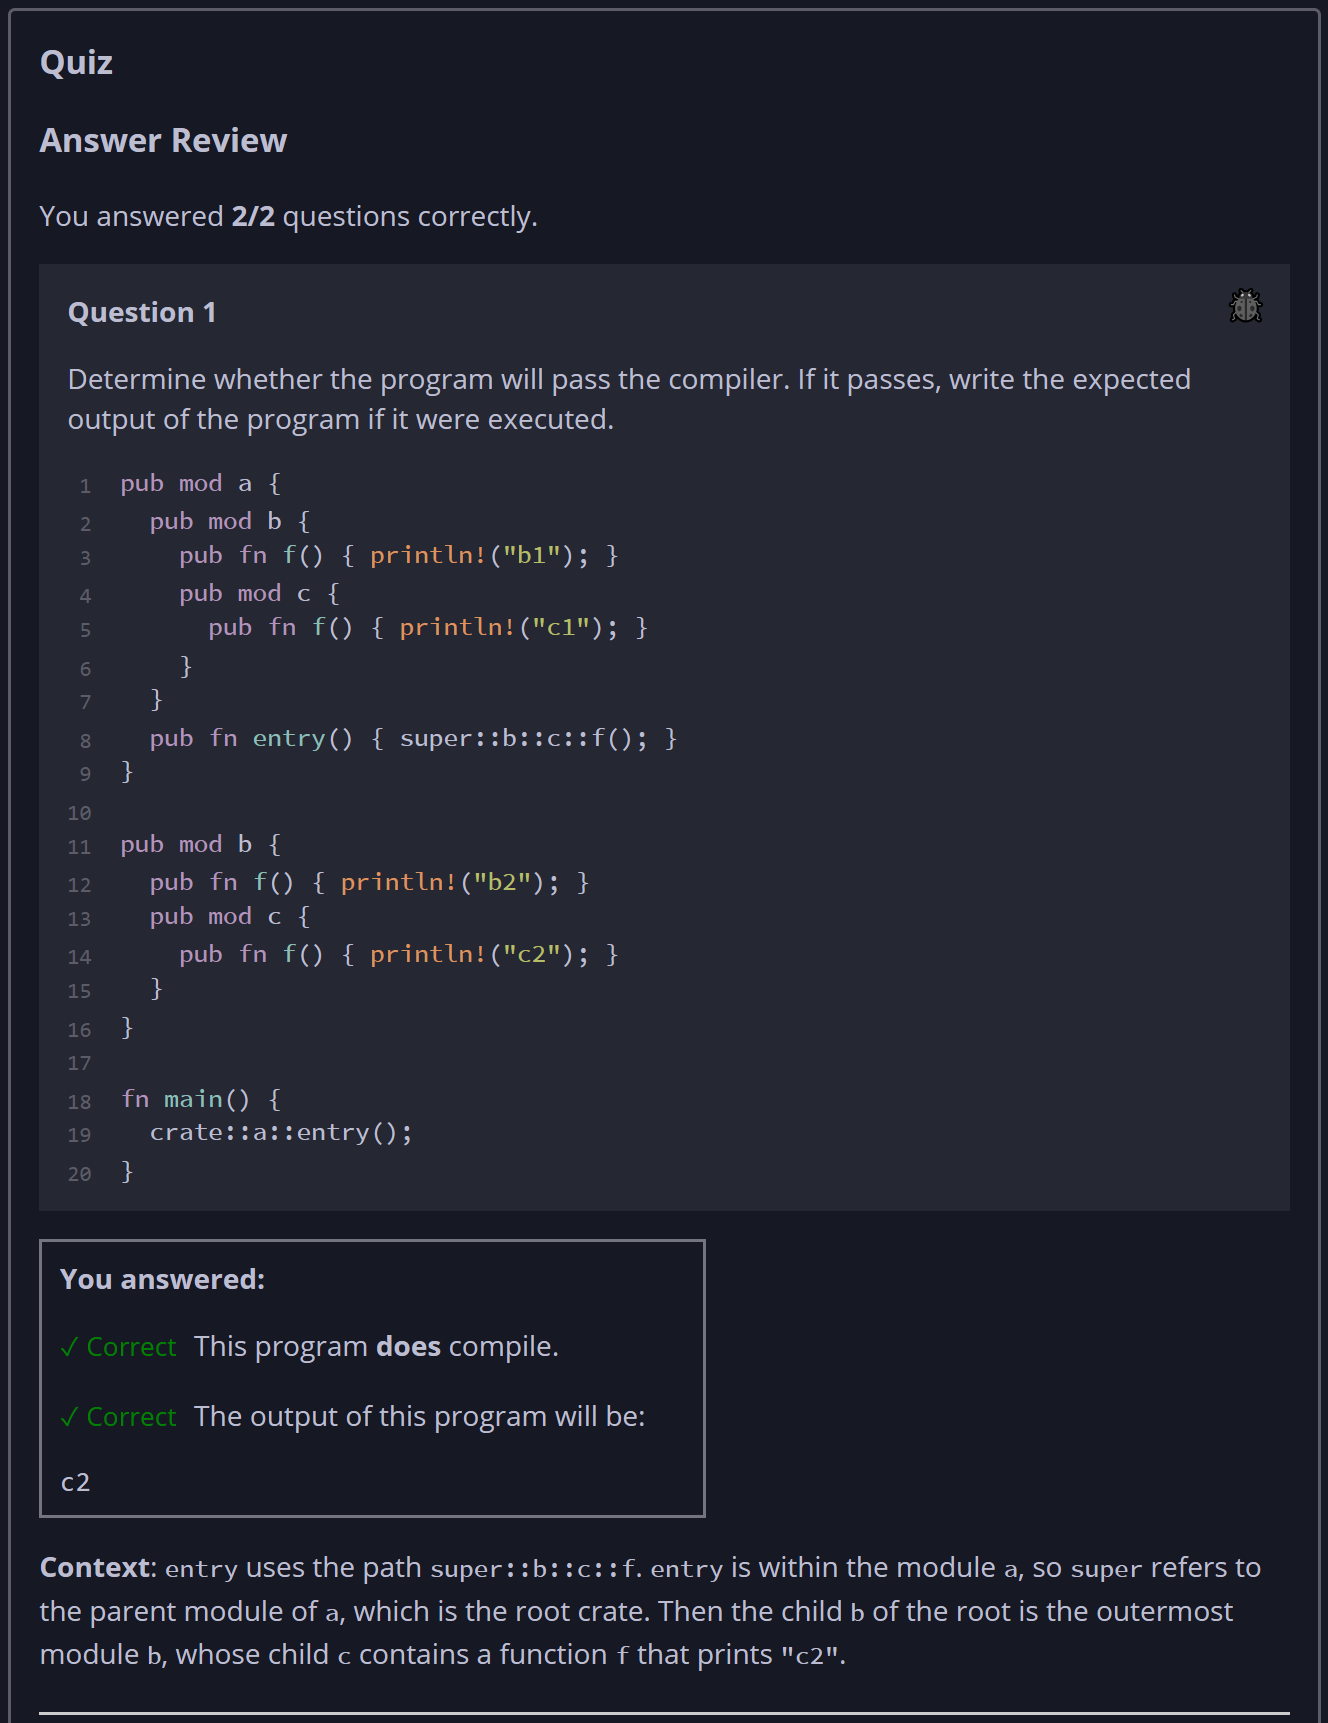 Quiz
Answer Review
You answered 2/2 questions correctly.
Question 1
Determine whether the program will pass the compiler. If it passes, write the expected
output of the program if it were executed.
1 pub mod a {
2   pub mod b {
3     pub fn f() { println!("b1"); }
4     pub mod c {
5       pub fn f() { println!("c1"); }
6     }
7   }
8   pub fn entry() { super::b::c::f(); }
9 }
10
11 pub mod b {
12   pub fn f() { println!("b2"); }
13   pub mod c {
14     pub fn f() { println!("c2"); }
15   }
16 }
17
18 fn main() {
19   crate::a::entry();
20 }
You answered:
✓ Correct This program does compile.
✓ Correct The output of this program will be:
c2
Context: entry uses the path super::b::c::f. entry is within the module a, so super refers to
the parent module of a, which is the root crate. Then the child b of the root is the outermost
module b, whose child c contains a function f that prints "c2".